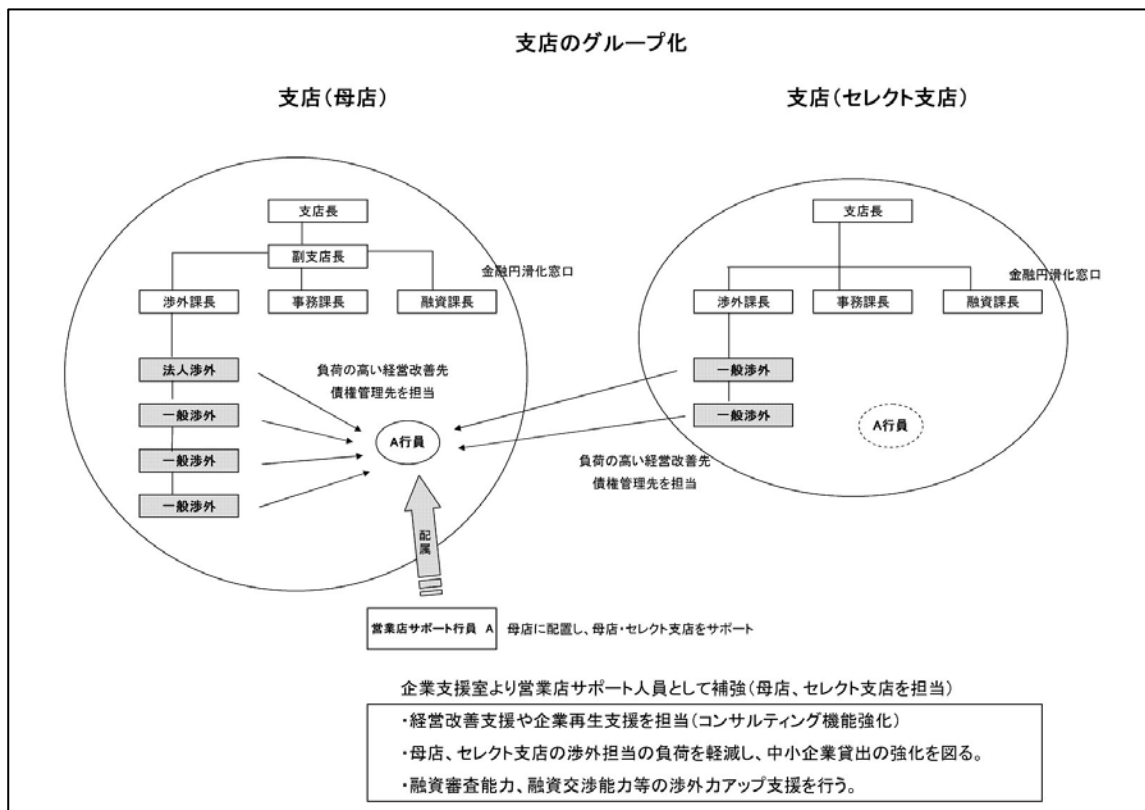 支店のグループ化
支店(母店)
支店(セレクト支店)
支店長
副支店長
金融円滑化窓口
渉外課長
事務課長
融資課長
法人渉外
一般渉外
一般渉外
一般渉外
負荷の高い経営改善先
債権管理先を担当
A行員
支店長
金融円滑化窓口
渉外課長
事務課長
融資課長
一般渉外
一般渉外
A行員
負荷の高い経営改善先
債権管理先を担当
配属
営業店サポート行員 A
母店に配置し、母店・セレクト支店をサポート
企業支援室より営業店サポート人員として補強(母店、セレクト支店を担当)
・経営改善支援や企業再生支援を担当(コンサルティング機能強化)
・母店、セレクト支店の渉外担当の負荷を軽減し、中小企業貸出の強化を図る。
・融資審査能力、融資交渉能力等の渉外力アップ支援を行う。